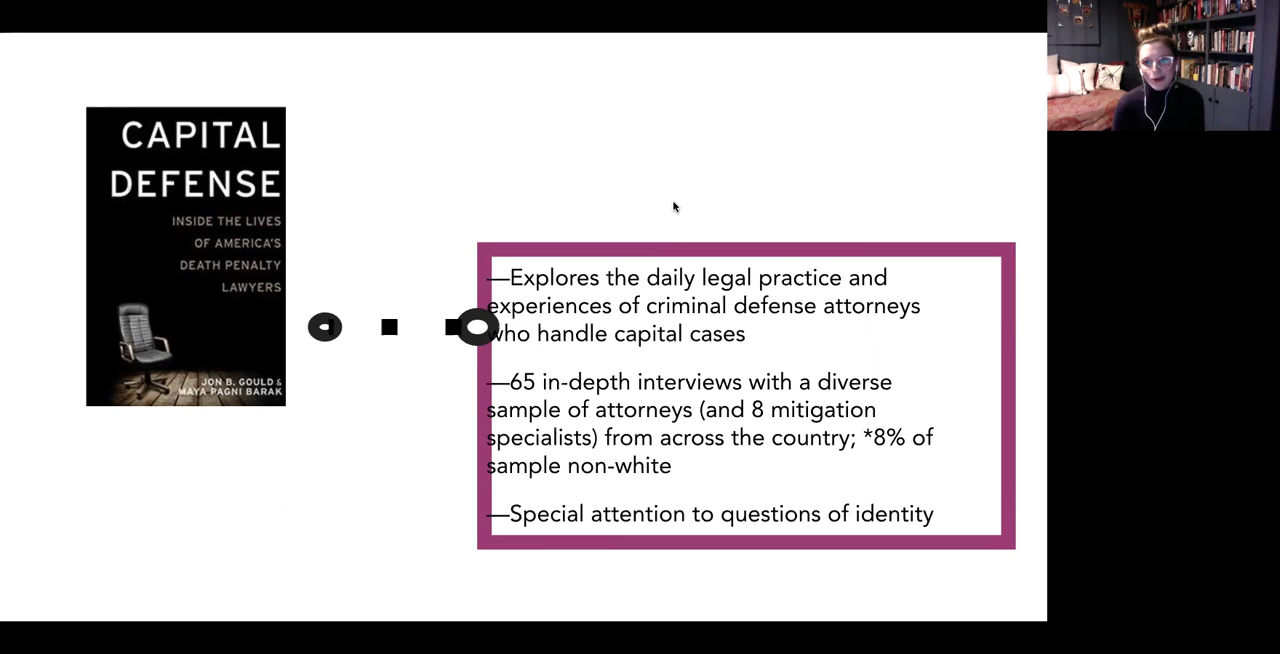 CAPITAL
DEFENSE
INSIDE THE LIVES
OF AMERICA'S
DEATH PENALTY
LAWYERS
JON B. GOULD &
MAYA PAGNI BARAK
—Explores the daily legal practice and
experiences of criminal defense attorneys
who handle capital cases
—65 in-depth interviews with a diverse
sample of attorneys (and 8 mitigation
specialists) from across the country; *8% of
sample non-white
—Special attention to questions of identity